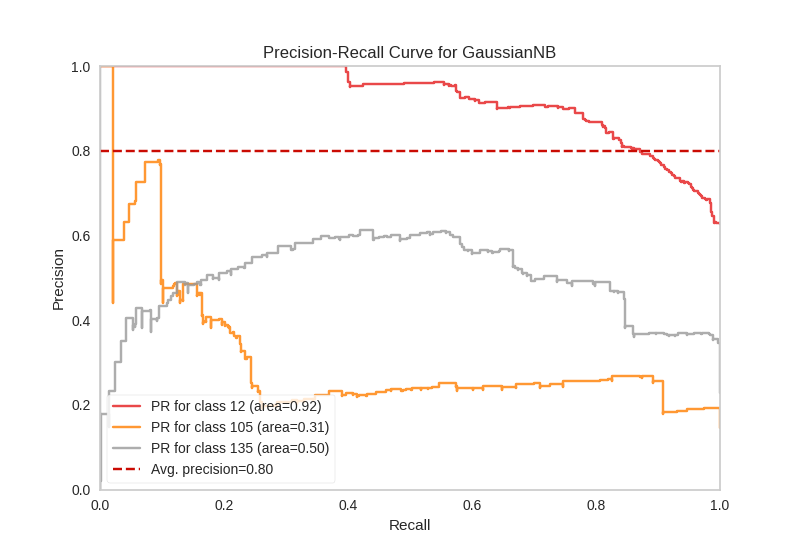 Precision-Recall Curve for GaussianNB
1.0
0.8
0.6
0.4
0.2
0.0
Precision
PR for class 12 (area=0.92)
PR for class 105 (area=0.31)
PR for class 135 (area=0.50)
Avg. precision=0.80
0.0 0.2 0.4 0.6 0.8 1.0
Recall